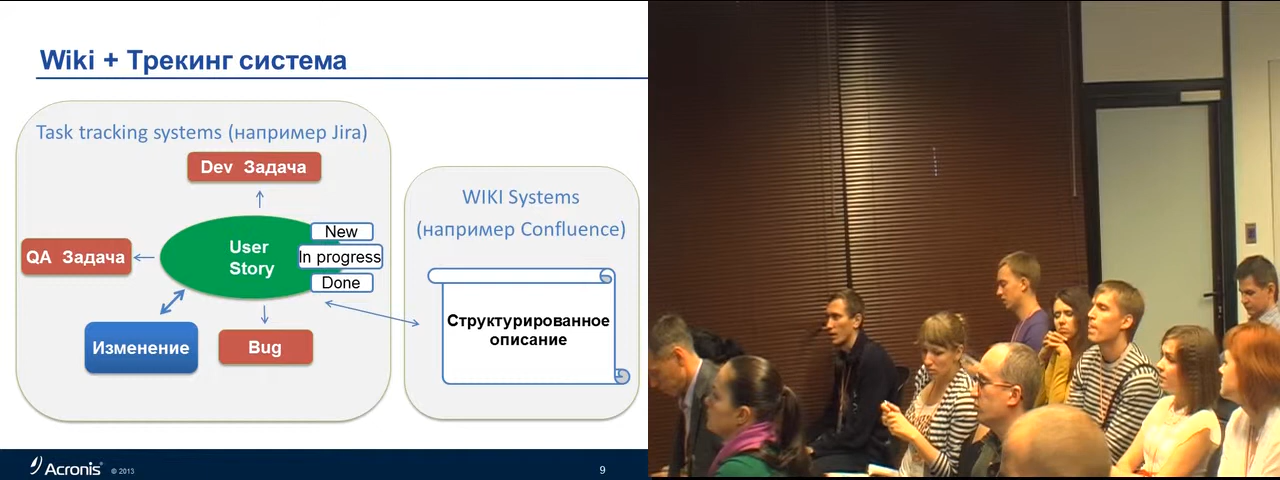 Wiki + Трекинг система
Task tracking systems (например Jira)
Dev Задача
QA Задача
User
Story
New
In progress
Done
Изменение
Bug
WIKI Systems
(например Confluence)
Структурированное
описание
Acronis © 2013
9